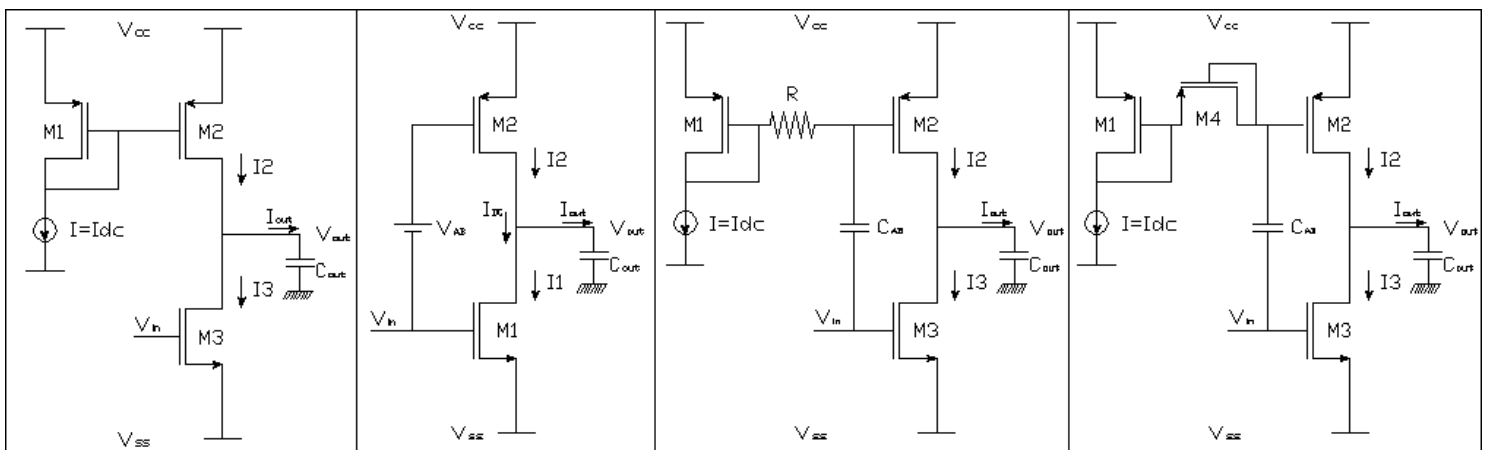 Vcc
M1
M2
I2
I=Idc
Iout
Vout
Cout
I3
Vin
M3
Vss
Vcc
M2
I2
IDC
Iout
VAB
Vout
Cout
I1
Vin
M1
Vss
Vcc
R
M1
M2
I2
I=Idc
CAB
Iout
Vout
Cout
I3
Vin
M3
Vss
Vcc
M1
M4
M2
I2
I=Idc
CAB
Iout
Vout
Cout
I3
Vin
M3
Vss